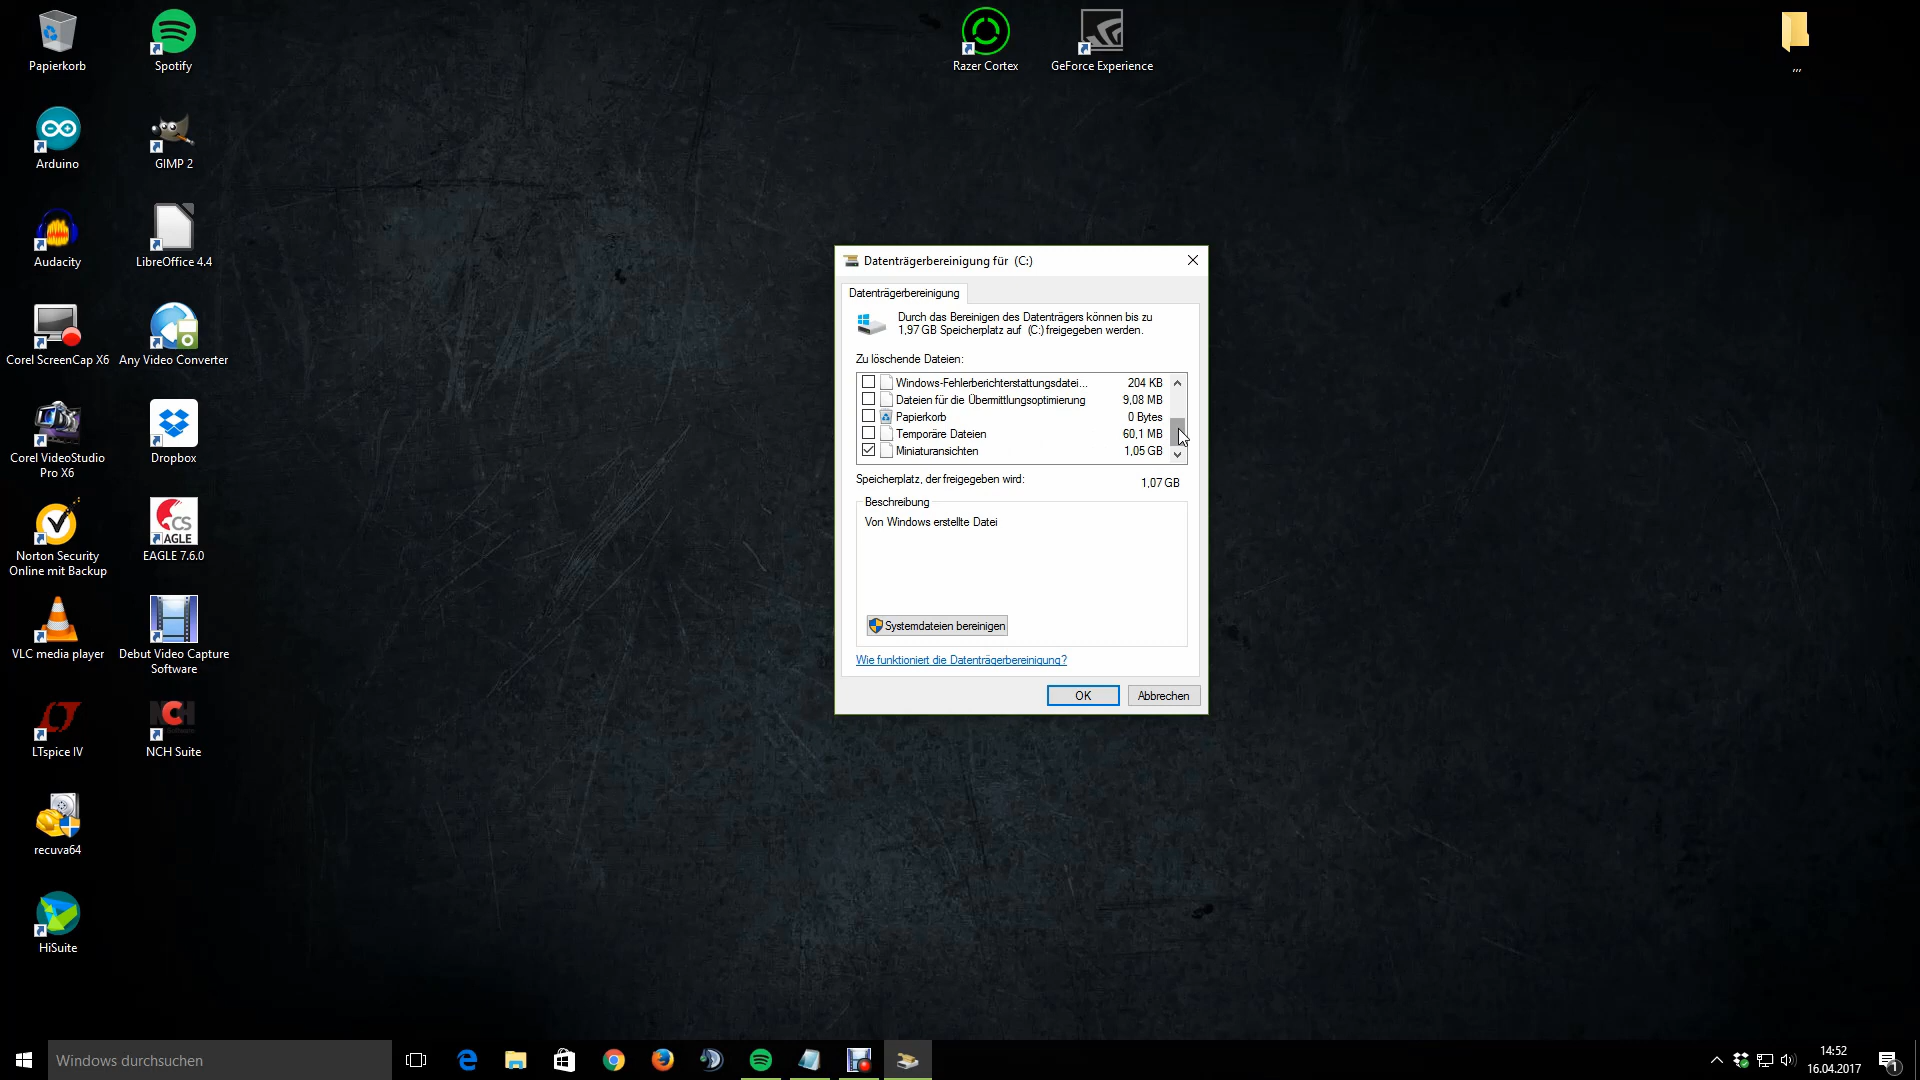 Papierkorb
Spotify
Razer Cortex
GeForce Experience
,,,
Arduino
GIMP 2
Audacity
LibreOffice 4.4
Corel ScreenCap X6
Any Video Converter
Corel VideoStudio
Pro X6
Dropbox
Norton Security
Online mit Backup
CS
AGLE
EAGLE 7.6.0
VLC media player
Debut Video Capture
Software
LTspice IV
NCH
NCH Suite
recuva64
HiSuite
Datenträgerbereinigung für (C:)
Datenträgerbereinigung
Durch das Bereinigen des Datenträgers können bis zu
1,97 GB Speicherplatz auf (C:) freigegeben werden.
Zu löschende Dateien:
Windows-Fehlerberichterstattungsdatei... 204 KB
Dateien für die Übermittlungsoptimierung 9,08 MB
Papierkorb 0 Bytes
Temporäre Dateien 60,1 MB
Miniaturansichten 1,05 GB
Speicherplatz, der freigegeben wird: 1,07 GB
Beschreibung
Von Windows erstellte Datei
Systemdateien bereinigen
Wie funktioniert die Datenträgerbereinigung?
OK
Abbrechen
Windows durchsuchen
14:52
16.04.2017
1